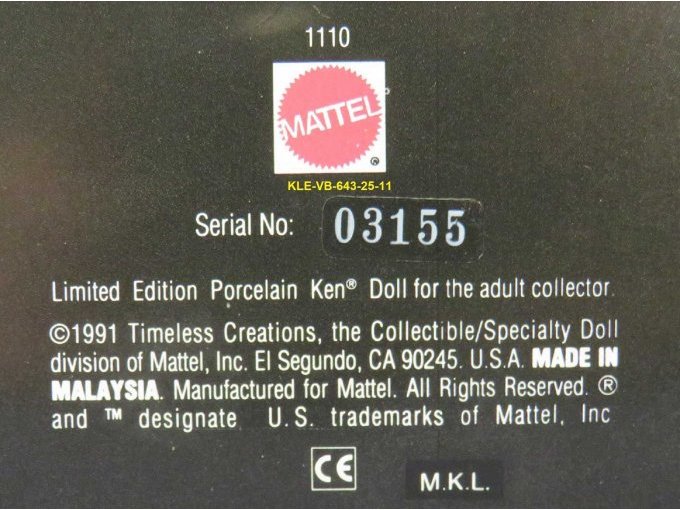 1110
MATTEL
®
KLE-VB-643-25-11
Serial No: 03155
Limited Edition Porcelain Ken® Doll for the adult collector.
©1991 Timeless Creations, the Collectible/Specialty Doll
division of Mattel, Inc. El Segundo, CA 90245. U.S.A. MADE IN
MALAYSIA. Manufactured for Mattel. All Rights Reserved. ®
and ™ designate U.S. trademarks of Mattel, Inc
CE
M.K.L.